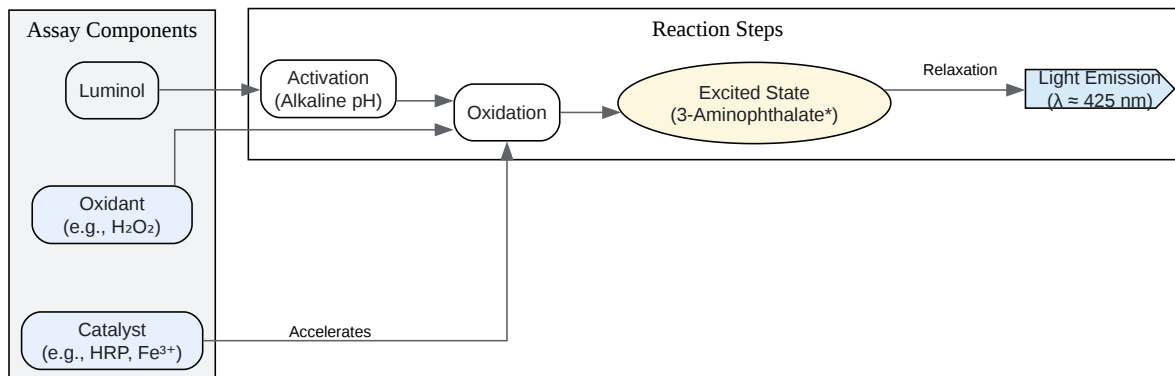 Assay Components
Reaction Steps
Luminol
Activation
(Alkaline pH)
Oxidation
Excited State
(3-Aminophthalate*)
Relaxation
Light Emission
(λ ≈ 425 nm)
Oxidant
(e.g., H₂O₂)
Catalyst
(e.g., HRP, Fe³⁺)
Accelerates